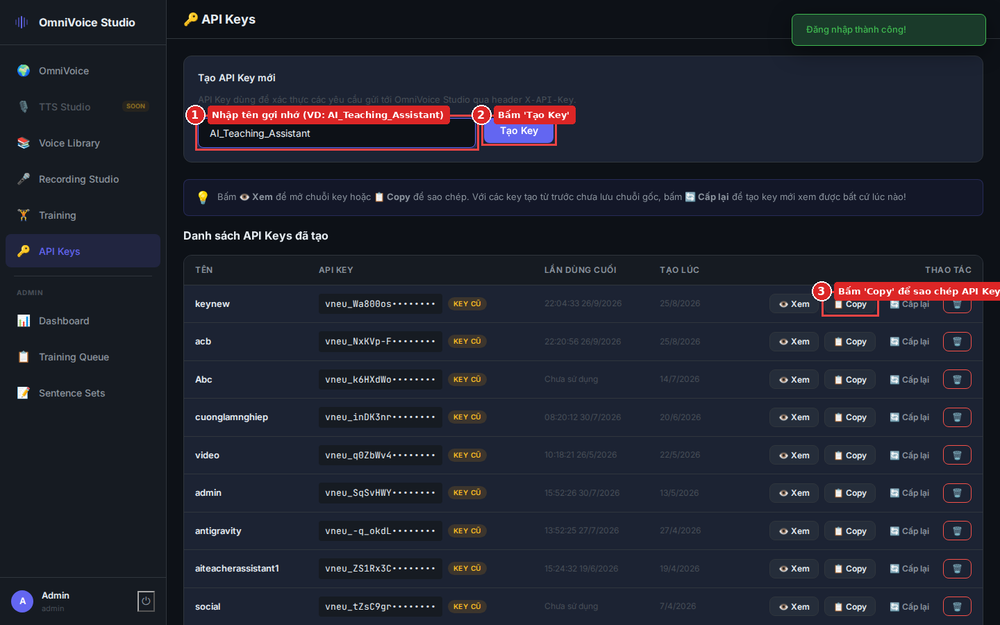 OmniVoice Studio
OmniVoice
TTS Studio SOON
Voice Library
Recording Studio
Training
API Keys
ADMIN
Dashboard
Training Queue
Sentence Sets
A Admin
admin
🔑 API Keys
Đăng nhập thành công!
Tạo API Key mới
API Key dùng để xác thực các yêu cầu gửi tới OmniVoice Studio qua header X-API-Key.
1 Nhập tên gợi nhớ (VD: AI_Teaching_Assistant)
2 Bấm 'Tạo Key'
AI_Teaching_Assistant
Tạo Key
💡 Bấm 👁️ Xem để mở chuỗi key hoặc 📋 Copy để sao chép. Với các key tạo từ trước chưa lưu chuỗi gốc, bấm 🔄 Cấp lại để tạo key mới xem được bất cứ lúc nào!
Danh sách API Keys đã tạo
TÊN API KEY LẦN DÙNG CUỐI TẠO LÚC THAO TÁC
3 Bấm 'Copy' để sao chép API Key
keynew vneu_Wa800os•••••••• KEY CŨ 22:04:33 26/9/2026 25/8/2026 👁️ Xem 📋 Copy 🔄 Cấp lại
acb vneu_NxKVp-F•••••••• KEY CŨ 22:20:56 26/9/2026 25/8/2026 👁️ Xem 📋 Copy 🔄 Cấp lại
Abc vneu_k6HXdWo•••••••• KEY CŨ Chưa sử dụng 14/7/2026 👁️ Xem 📋 Copy 🔄 Cấp lại
cuonglamnghiep vneu_inDK3nr•••••••• KEY CŨ 08:20:12 30/7/2026 20/6/2026 👁️ Xem 📋 Copy 🔄 Cấp lại
video vneu_q0ZbWv4•••••••• KEY CŨ 10:18:21 26/5/2026 22/5/2026 👁️ Xem 📋 Copy 🔄 Cấp lại
admin vneu_SqSvHWY•••••••• KEY CŨ 15:52:26 30/7/2026 13/5/2026 👁️ Xem 📋 Copy 🔄 Cấp lại
antigravity vneu_-q_okdL•••••••• KEY CŨ 13:52:25 27/7/2026 27/4/2026 👁️ Xem 📋 Copy 🔄 Cấp lại
aiteacherassistant1 vneu_ZS1Rx3C•••••••• KEY CŨ 15:24:32 19/6/2026 19/4/2026 👁️ Xem 📋 Copy 🔄 Cấp lại
social vneu_tZsC9gr•••••••• KEY CŨ Chưa sử dụng 7/4/2026 👁️ Xem 📋 Copy 🔄 Cấp lại